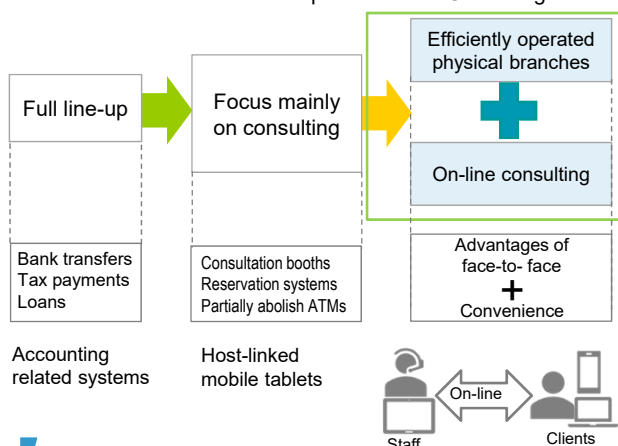 Full line-up
Focus mainly
on consulting
Efficiently operated
physical branches
On-line consulting
Bank transfers
Tax payments
Loans
Consultation booths
Reservation systems
Partially abolish ATMs
Advantages of
face-to- face
+
Convenience
Accounting
related systems
Host-linked
mobile tablets
On-line
Staff
Clients